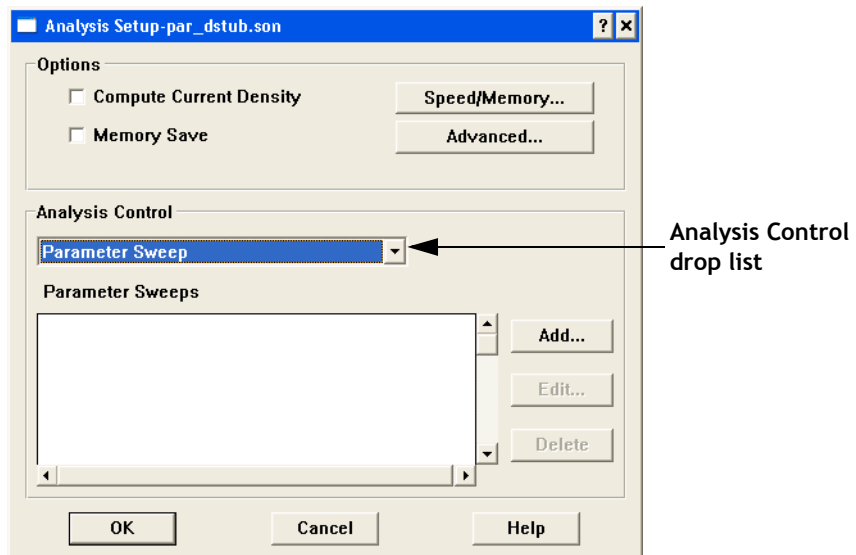 Analysis Setup-par_dstub.son
Options
Compute Current Density
Speed/Memory...
Memory Save
Advanced...
Analysis Control
Parameter Sweep
Analysis Control
drop list
Parameter Sweeps
Add...
Edit...
Delete
OK
Cancel
Help